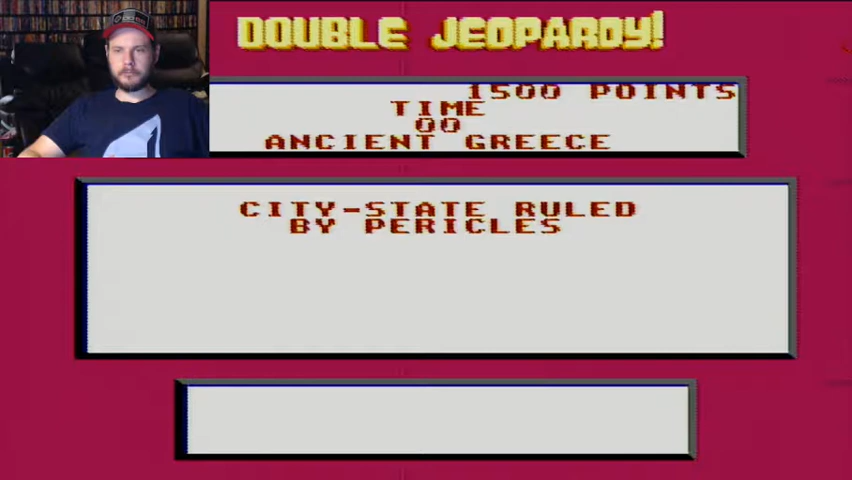 DOUBLE JEOPARDY!
1500 POINTS
TIME
00
ANCIENT GREECE
CITY-STATE RULED
BY PERICLES